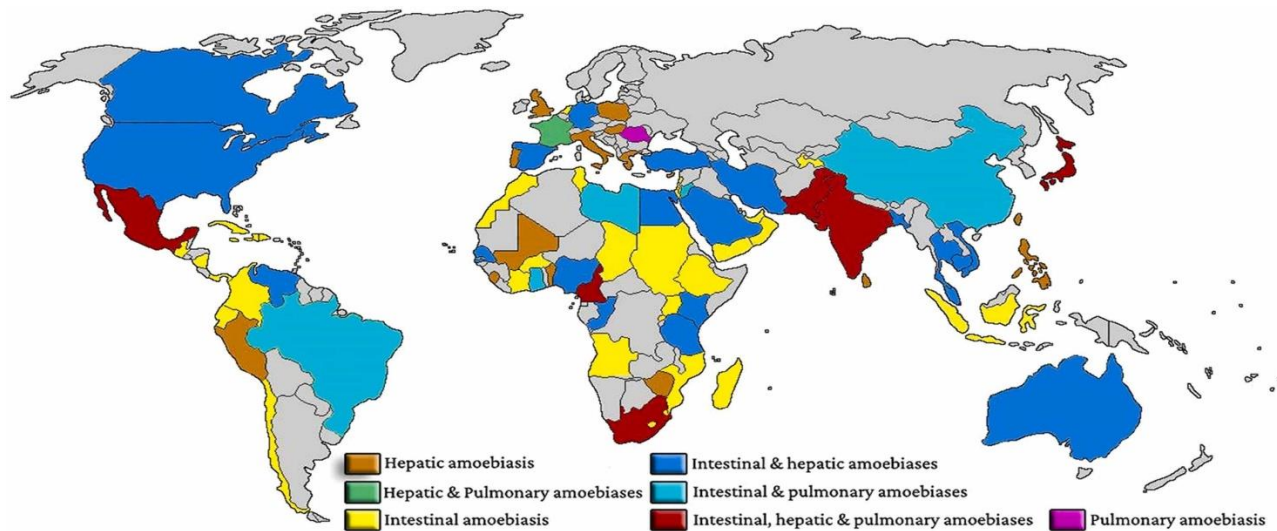 Hepatic amoebiasis
Hepatic & Pulmonary amoebiases
Intestinal amoebiasis
Intestinal & hepatic amoebiases
Intestinal & pulmonary amoebiases
Intestinal, hepatic & pulmonary amoebiases
Pulmonary amoebiasis